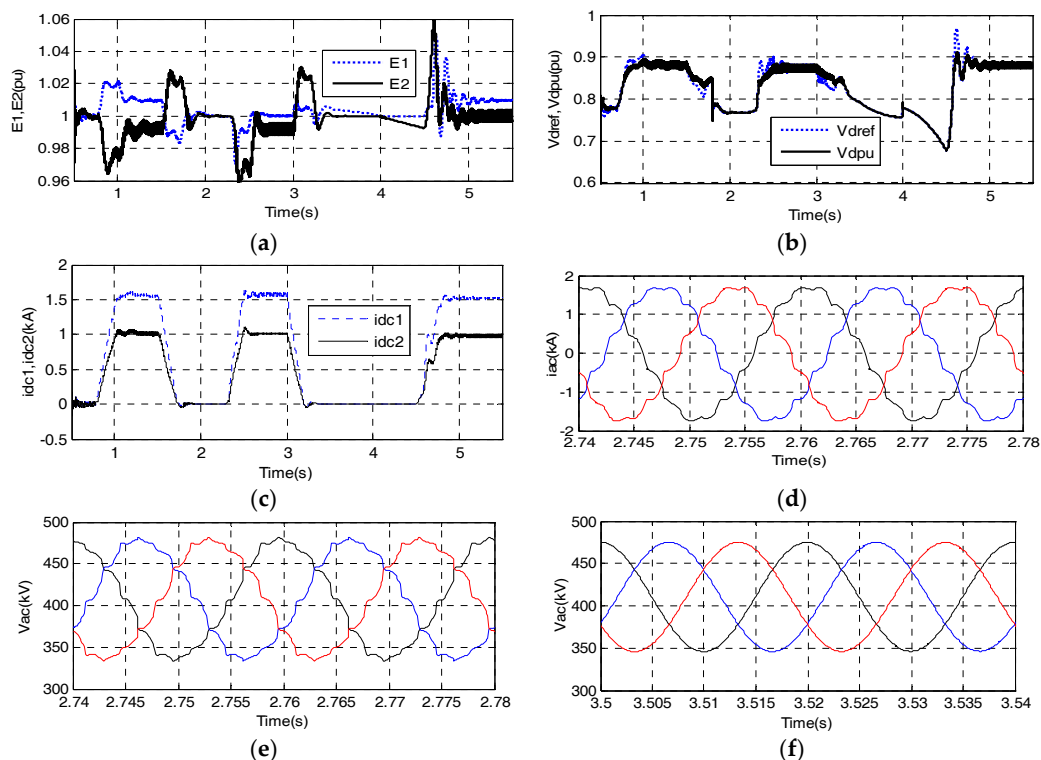 (a)
1.06
1.04
1.02
1
0.98
0.96
E1,E2(pu)
E1
E2
1 2 3 4 5
Time(s)
(b)
1
0.9
0.8
0.7
0.6
Vdref,Vdpu(pu)
Vdref
Vdpu
1 2 3 4 5
Time(s)
(a)
(b)
2
1.5
1
0.5
0
-0.5
idc1,idc2(kA)
idc1
idc2
1 2 3 4 5
Time(s)
2
1
0
-1
-2
iac(kA)
2.74 2.745 2.75 2.755 2.76 2.765 2.77 2.775 2.78
Time(s)
(c)
(d)
500
450
400
350
300
Vac(kV)
2.74 2.745 2.75 2.755 2.76 2.765 2.77 2.775 2.78
Time(s)
500
450
400
350
300
Vac(kV)
3.5 3.505 3.51 3.515 3.52 3.525 3.53 3.535 3.54
Time(s)
(e)
(f)